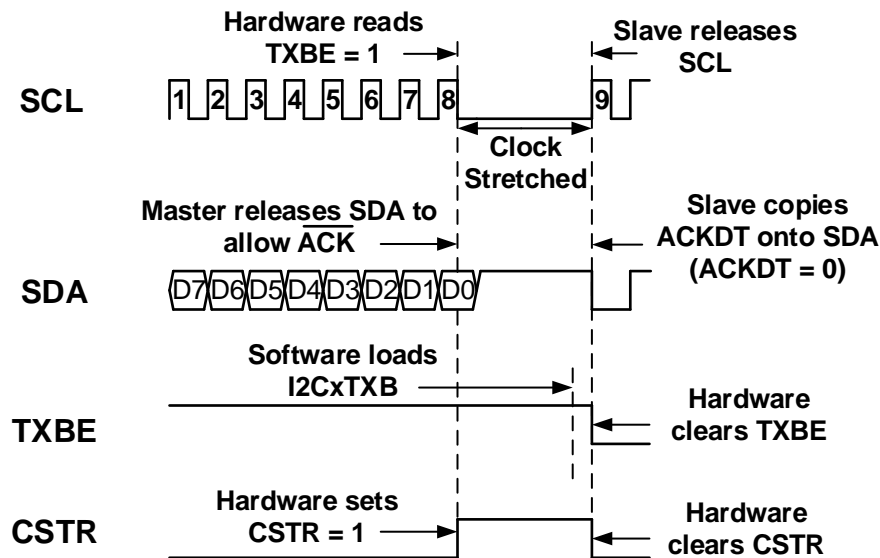 Hardware reads
TXBE = 1
Slave releases
SCL
SCL
1 2 3 4 5 6 7 8 9
Clock
Stretched
Master releases SDA to
allow A̅C̅K̅
Slave copies
ACKDT onto SDA
(ACKDT = 0)
SDA
D7 D6 D5 D4 D3 D2 D1 D0
Software loads
I2CxTXB
TXBE
Hardware
clears TXBE
Hardware sets
CSTR = 1
CSTR
Hardware
clears CSTR